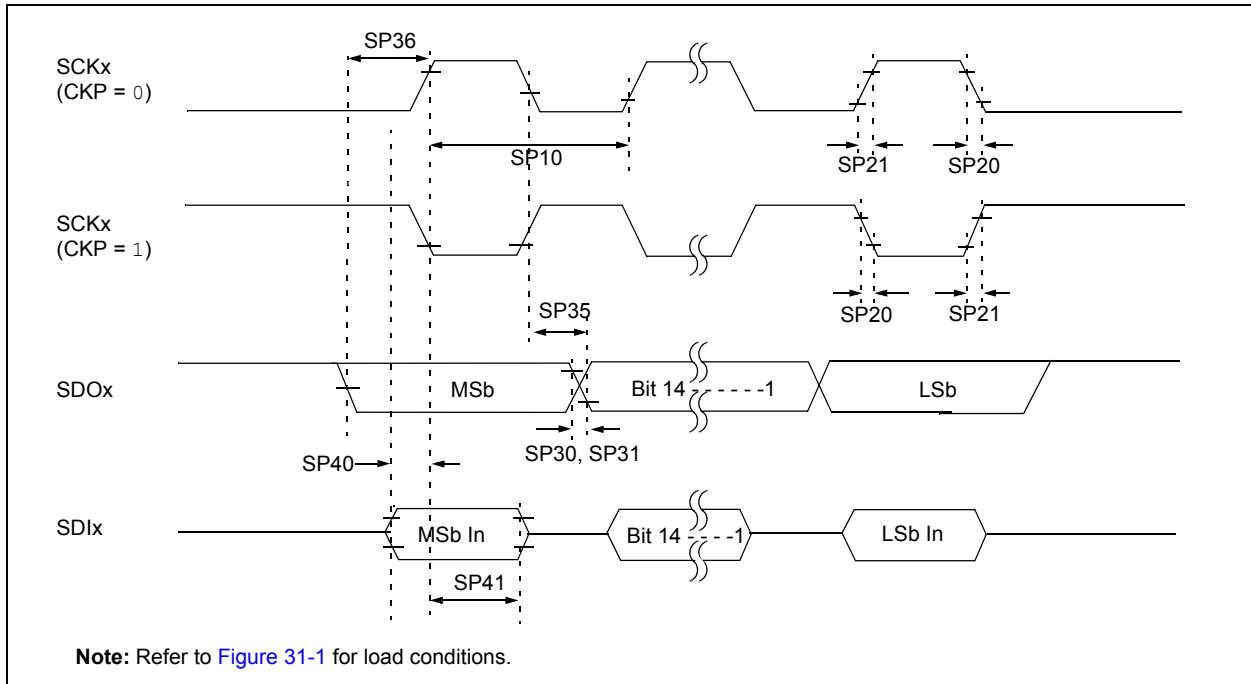 SP36
SCKx
(CKP = 0)
SP10
SP21
SP20
SCKx
(CKP = 1)
SP35
SP20
SP21
SDOx
MSb
Bit 14 - - - - - -1
LSb
SP30, SP31
SP40
SDIx
MSb In
Bit 14 - - - - -1
LSb In
SP41
Note: Refer to Figure 31-1 for load conditions.